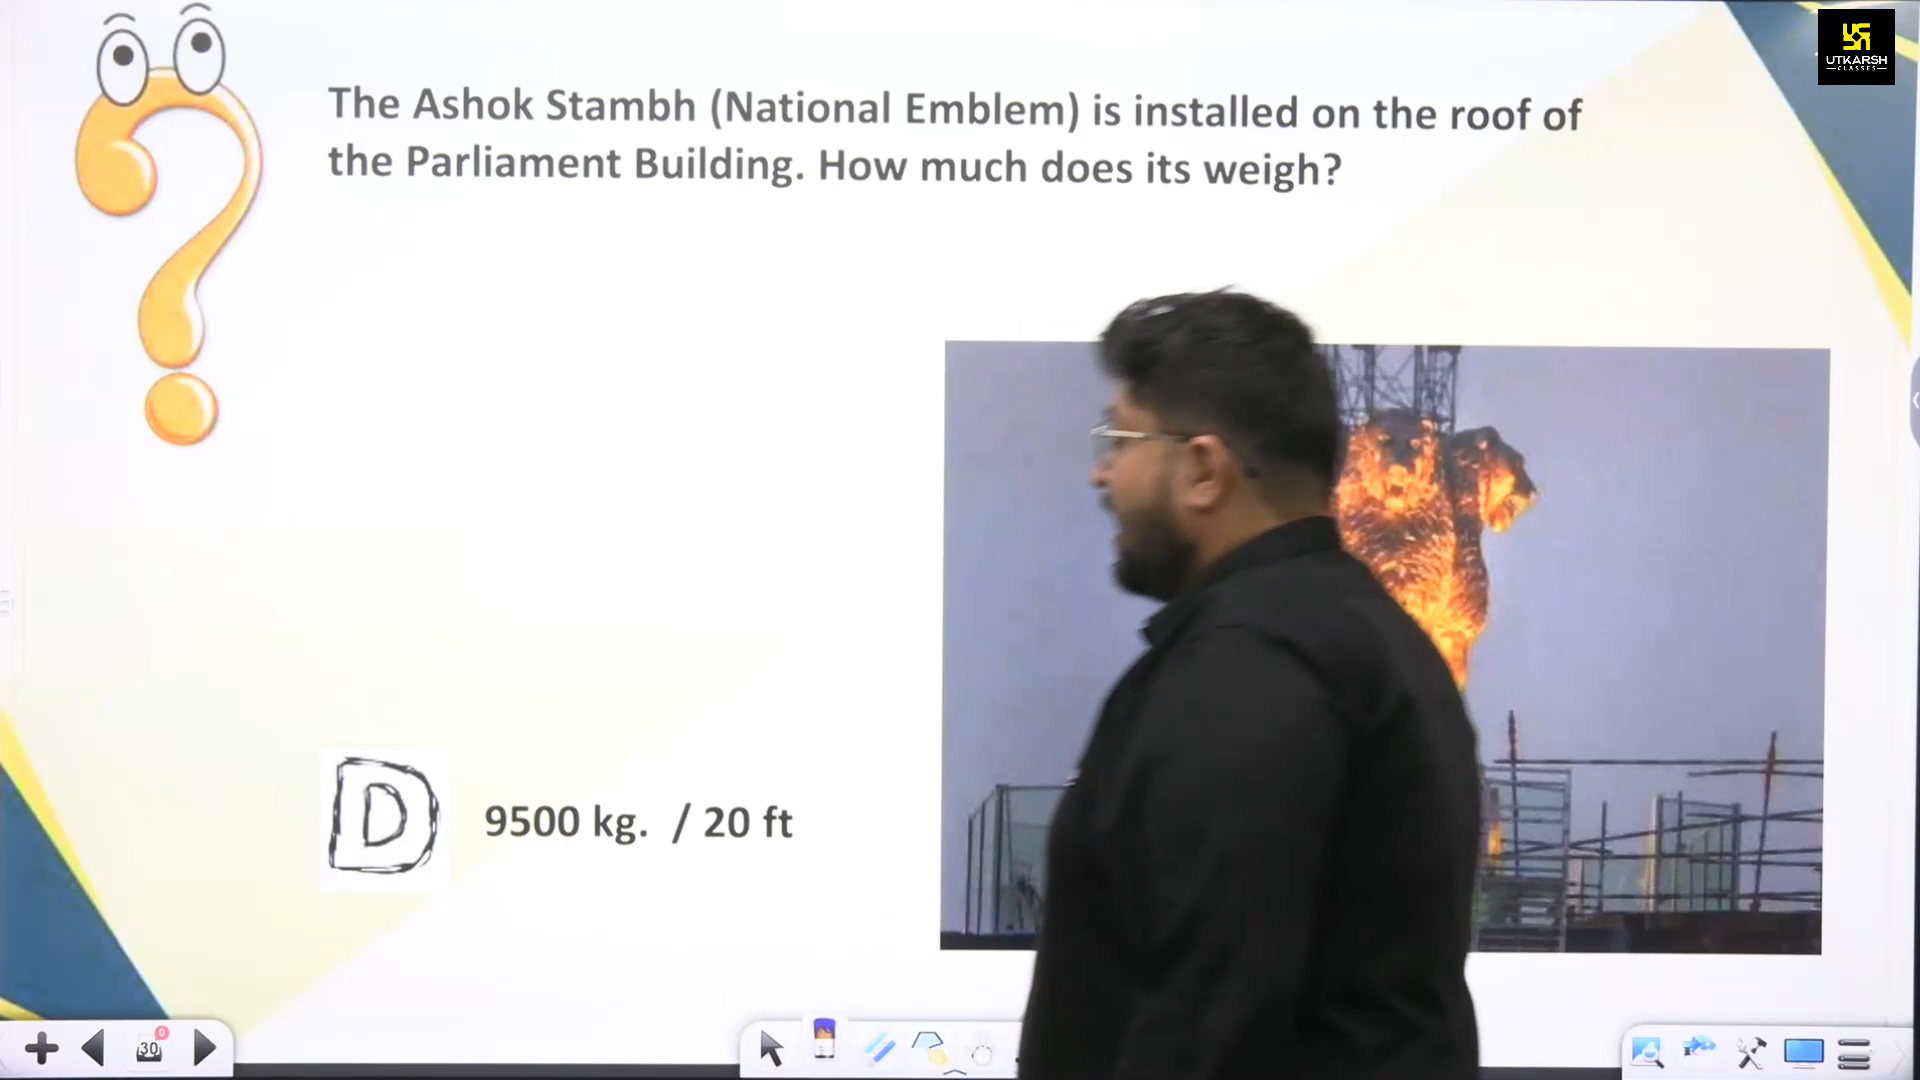 UTKARSH
CLASSES
The Ashok Stambh (National Emblem) is installed on the roof of
the Parliament Building. How much does its weigh?
D 9500 kg. / 20 ft
30
0